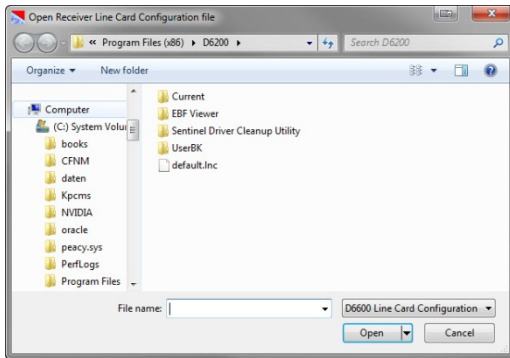 Open Receiver Line Card Configuration file
« Program Files (x86) ▸ D6200 ▸
Search D6200
Organize ▾ New folder
Computer
(C:) System Volu
books
CFNM
daten
Kpcms
NVIDIA
oracle
peacy.sys
PerfLogs
Program Files
Current
EBF Viewer
Sentinel Driver Cleanup Utility
UserBK
default.lnc
File name:
D6600 Line Card Configuration
Open
Cancel